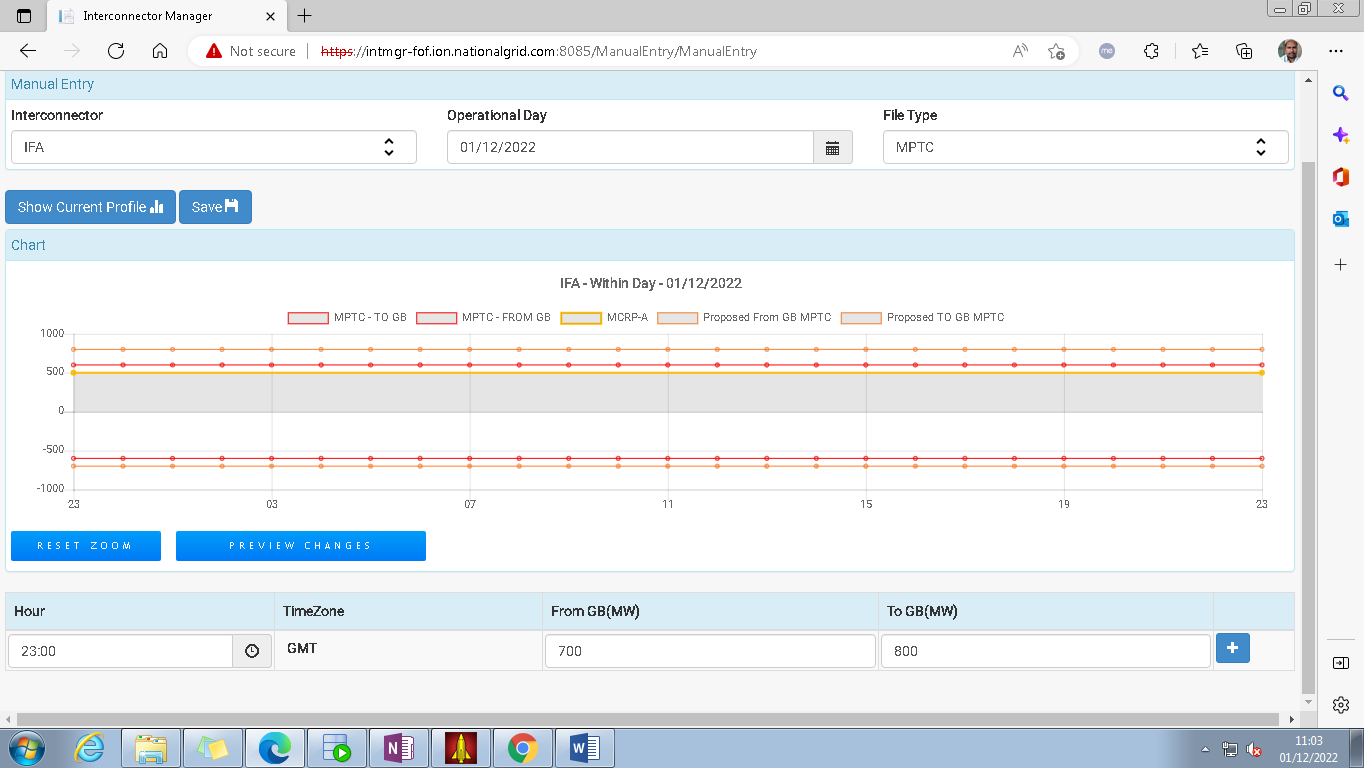 Interconnector Manager
Not secure https://intmgr-fof.ion.nationalgrid.com:8085/ManualEntry/ManualEntry
Manual Entry
Interconnector Operational Day File Type
IFA 01/12/2022 MPTC
Show Current Profile Save
Chart
IFA - Within Day - 01/12/2022
MPTC - TO GB MPTC - FROM GB MCRP-A Proposed From GB MPTC Proposed TO GB MPTC
1000
500
0
-500
-1000
23 03 07 11 15 19 23
RESET ZOOM PREVIEW CHANGES
Hour TimeZone From GB(MW) To GB(MW)
23:00 GMT 700 800 +
11:03
01/12/2022